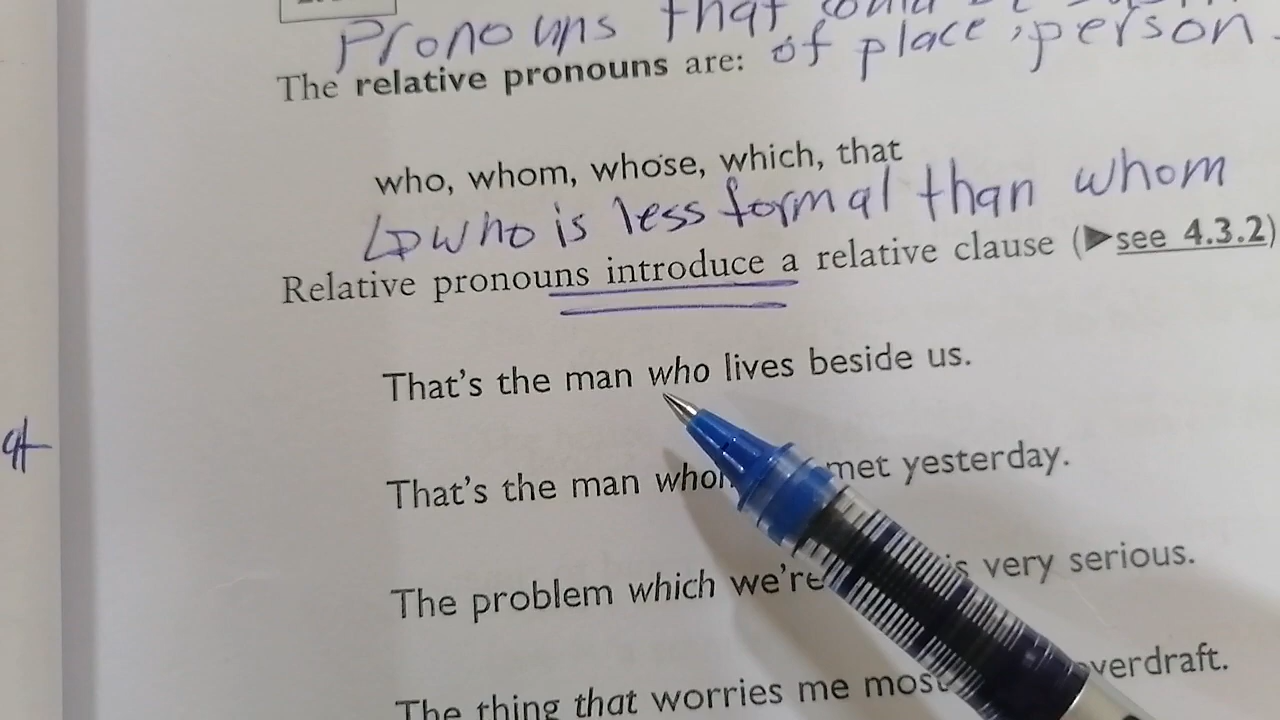 Pronouns that
of place, person
The relative pronouns are:
who, whom, whose, which, that
who is less formal than whom
Relative pronouns introduce a relative clause (▶see 4.3.2)
That's the man who lives beside us.
That's the man met yesterday.
The problem which we're very serious.
The thing that worries me most overdraft.